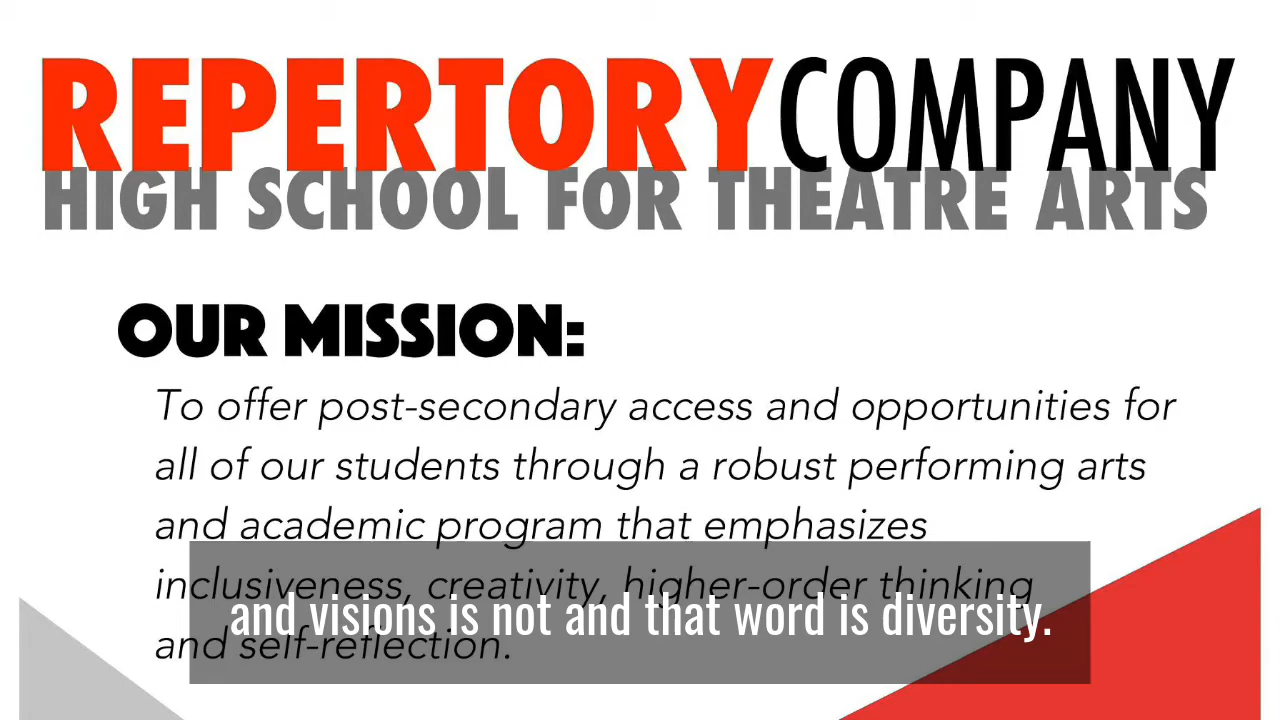 REPERTORYCOMPANY
HIGH SCHOOL FOR THEATRE ARTS
OUR MISSION:
To offer post-secondary access and opportunities for
all of our students through a robust performing arts
and academic program that emphasizes
inclusiveness, creativity, higher-order thinking
and visions is not and that word is diversity.
and self-reflection.